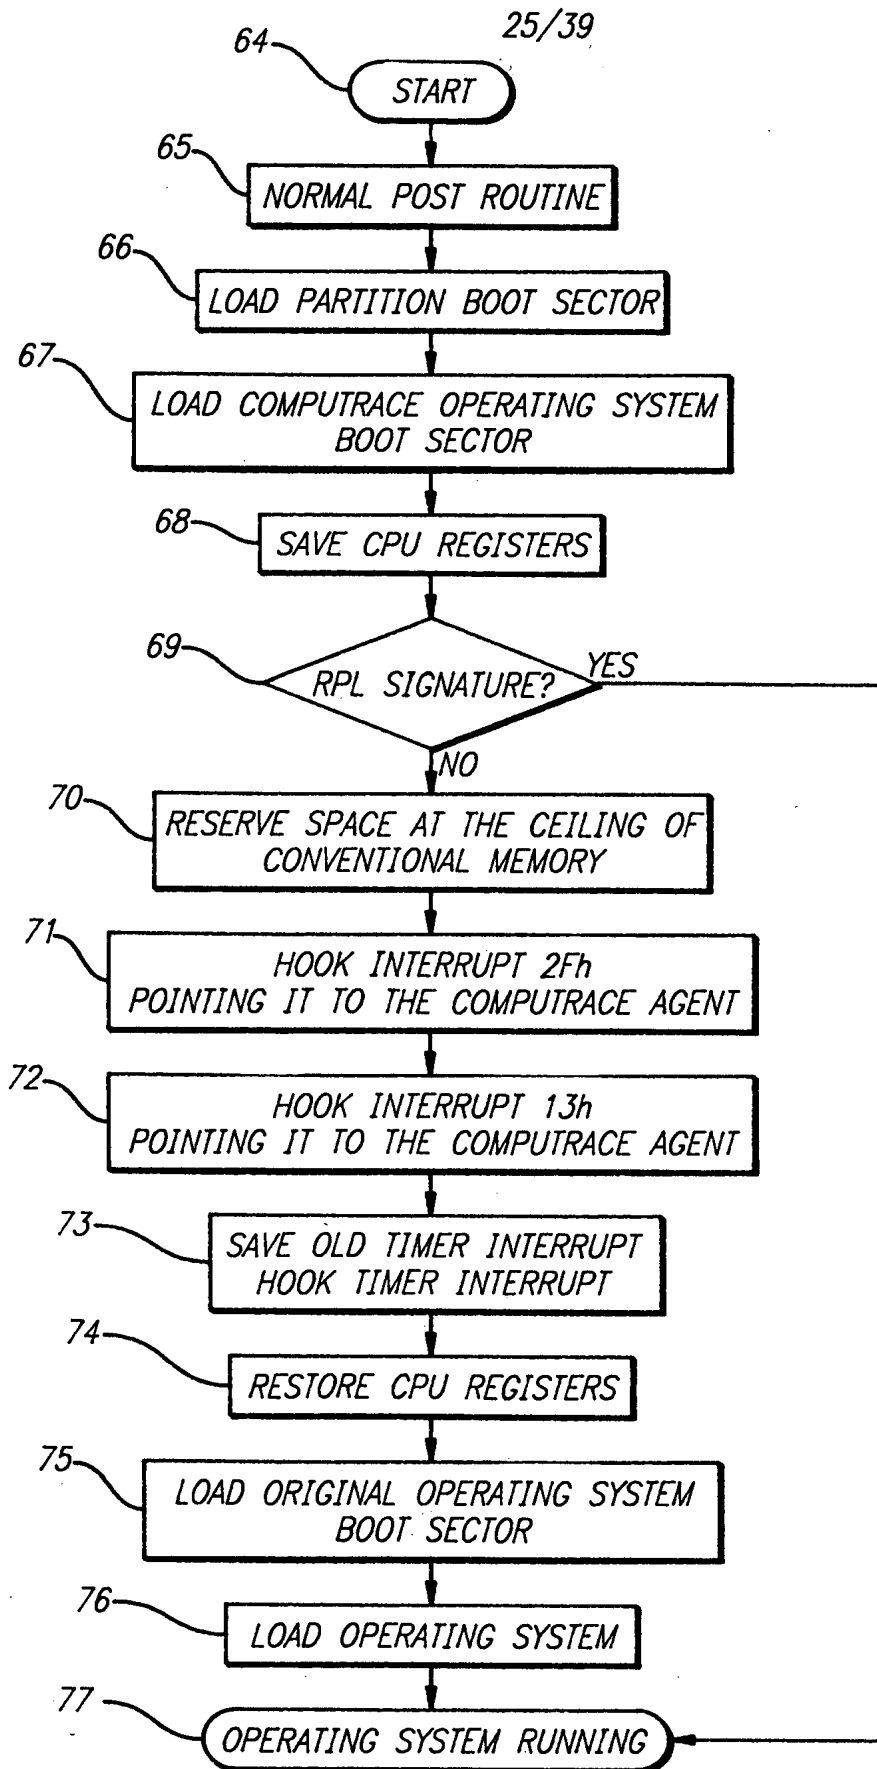 25/39
64
START
65
NORMAL POST ROUTINE
66
LOAD PARTITION BOOT SECTOR
67
LOAD COMPUTRACE OPERATING SYSTEM
BOOT SECTOR
68
SAVE CPU REGISTERS
69
RPL SIGNATURE?
YES
NO
70
RESERVE SPACE AT THE CEILING OF
CONVENTIONAL MEMORY
71
HOOK INTERRUPT 2Fh
POINTING IT TO THE COMPUTRACE AGENT
72
HOOK INTERRUPT 13h
POINTING IT TO THE COMPUTRACE AGENT
73
SAVE OLD TIMER INTERRUPT
HOOK TIMER INTERRUPT
74
RESTORE CPU REGISTERS
75
LOAD ORIGINAL OPERATING SYSTEM
BOOT SECTOR
76
LOAD OPERATING SYSTEM
77
OPERATING SYSTEM RUNNING